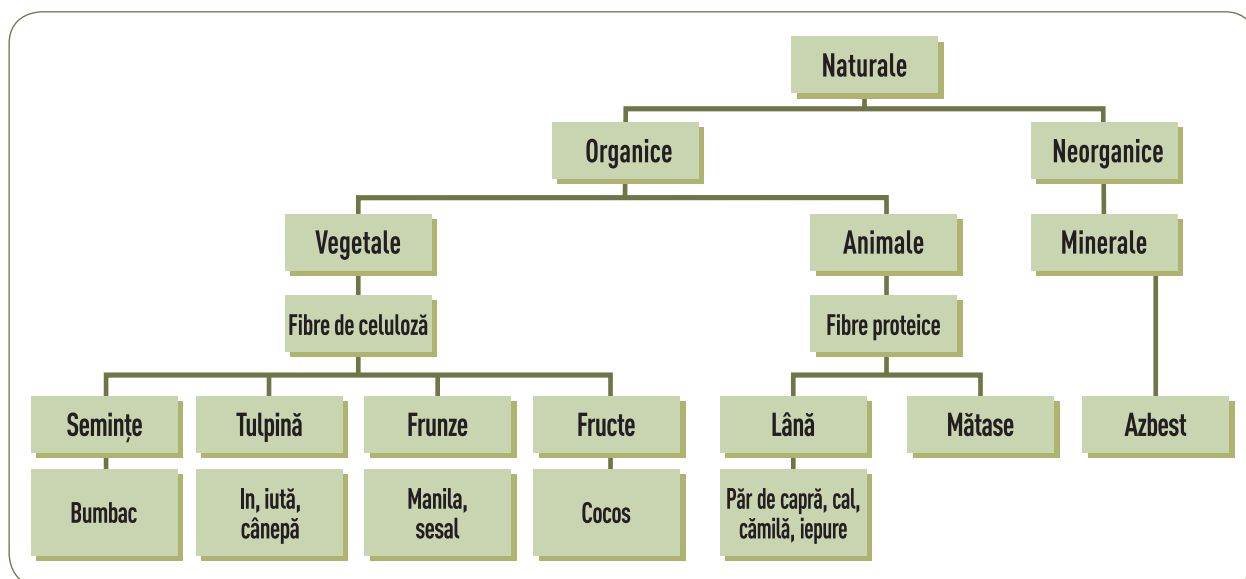 Naturale
Organice
Neorganice
Vegetale
Animale
Minerale
Fibre de celuloză
Fibre proteice
Semințe
Tulpină
Frunze
Fructe
Lână
Mătase
Azbest
Bumbac
In, iută,
cânepă
Manila,
sesal
Cocos
Păr de capră, cal,
cămilă, iepure